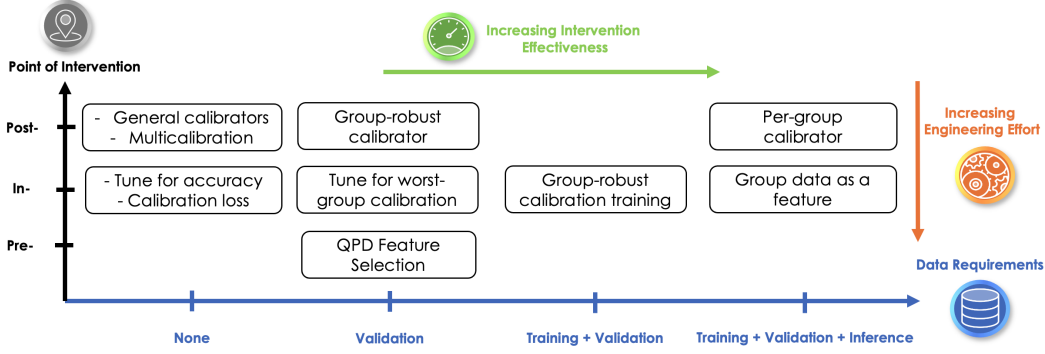 Increasing Intervention
Effectiveness
Point of Intervention
Post-
- General calibrators
- Multicalibration
Group-robust
calibrator
Per-group
calibrator
Increasing
Engineering Effort
In-
- Tune for accuracy
- Calibration loss
Tune for worst-
group calibration
Group-robust
calibration training
Group data as a
feature
Pre-
QPD Feature
Selection
Data Requirements
None
Validation
Training + Validation
Training + Validation + Inference